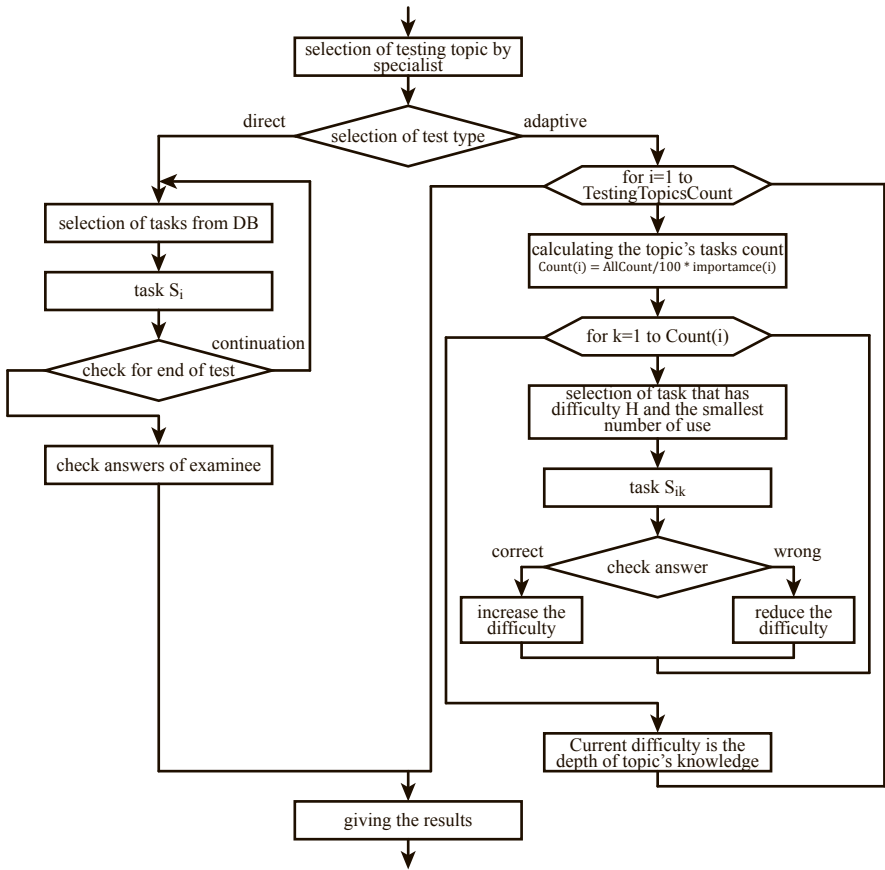 selection of testing topic by
specialist
direct
adaptive
selection of test type
for i=1 to
TestingTopicsCount
selection of tasks from DB
calculating the topic's tasks count
Count(i) = AllCount/100 * importamce(i)
task Si
continuation
for k=1 to Count(i)
check for end of test
selection of task that has
difficulty H and the smallest
number of use
check answers of examinee
task Sik
correct
wrong
check answer
increase the
difficulty
reduce the
difficulty
Current difficulty is the
depth of topic's knowledge
giving the results